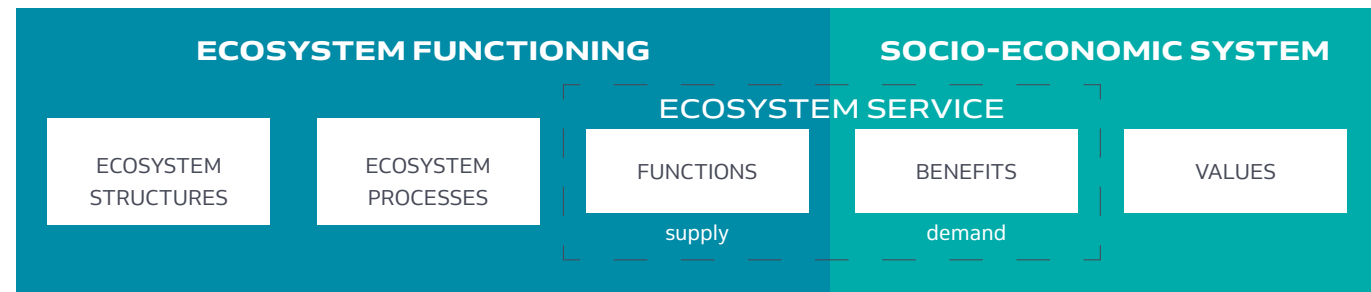 ECOSYSTEM FUNCTIONING
SOCIO-ECONOMIC SYSTEM
ECOSYSTEM SERVICE
ECOSYSTEM
STRUCTURES
ECOSYSTEM
PROCESSES
FUNCTIONS
supply
BENEFITS
demand
VALUES